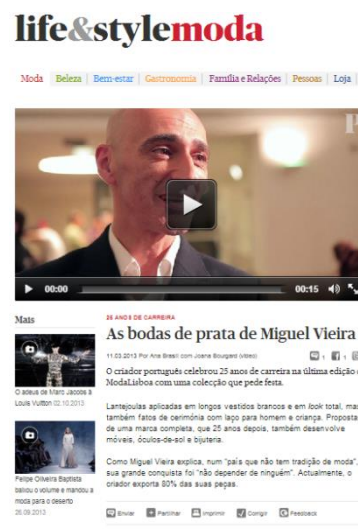 life&stylemoda
Moda | Beleza | Bem-estar | Gastronomia | Família e Relações | Pessoas | Loja |
P
00:00 00:15
Mais
O adeus de Marc Jacobs à
Louis Vuitton 02.10.2013
Felipe Oliveira Baptista
baixou o volume e mandou a
moda para o deserto
26.09.2013
25 ANOS DE CARREIRA
As bodas de prata de Miguel Vieira
11.03.2013 Por Ana Brasil com Joana Bourgard (vídeo)
1 1
O criador português celebrou 25 anos de carreira na última edição
ModaLisboa com uma colecção que pede festa.
Lantejoulas aplicadas em longos vestidos brancos e em look total, mas
também fatos de cerimónia com laço para homem e criança. Proposta
de uma marca completa, que 25 anos depois, também desenvolve
móveis, óculos-de-sol e bijuteria.
Como Miguel Vieira explica, num "país que não tem tradição de moda",
sua grande conquista foi "não depender de ninguém". Actualmente, o
criador exporta 80% das suas peças.
Enviar Partilhar Imprimir Corrigir Feedback